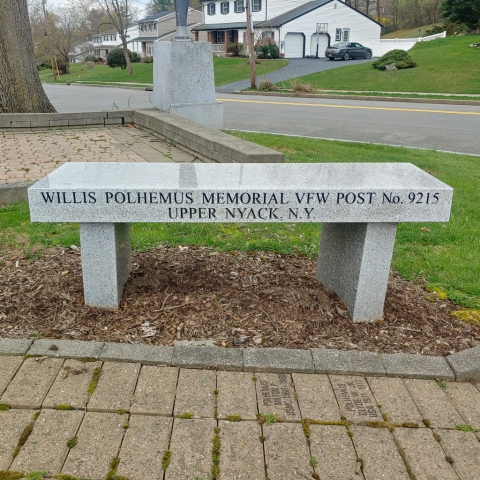 WILLIS POLHEMUS MEMORIAL VFW POST No. 9215
UPPER NYACK, N.Y.